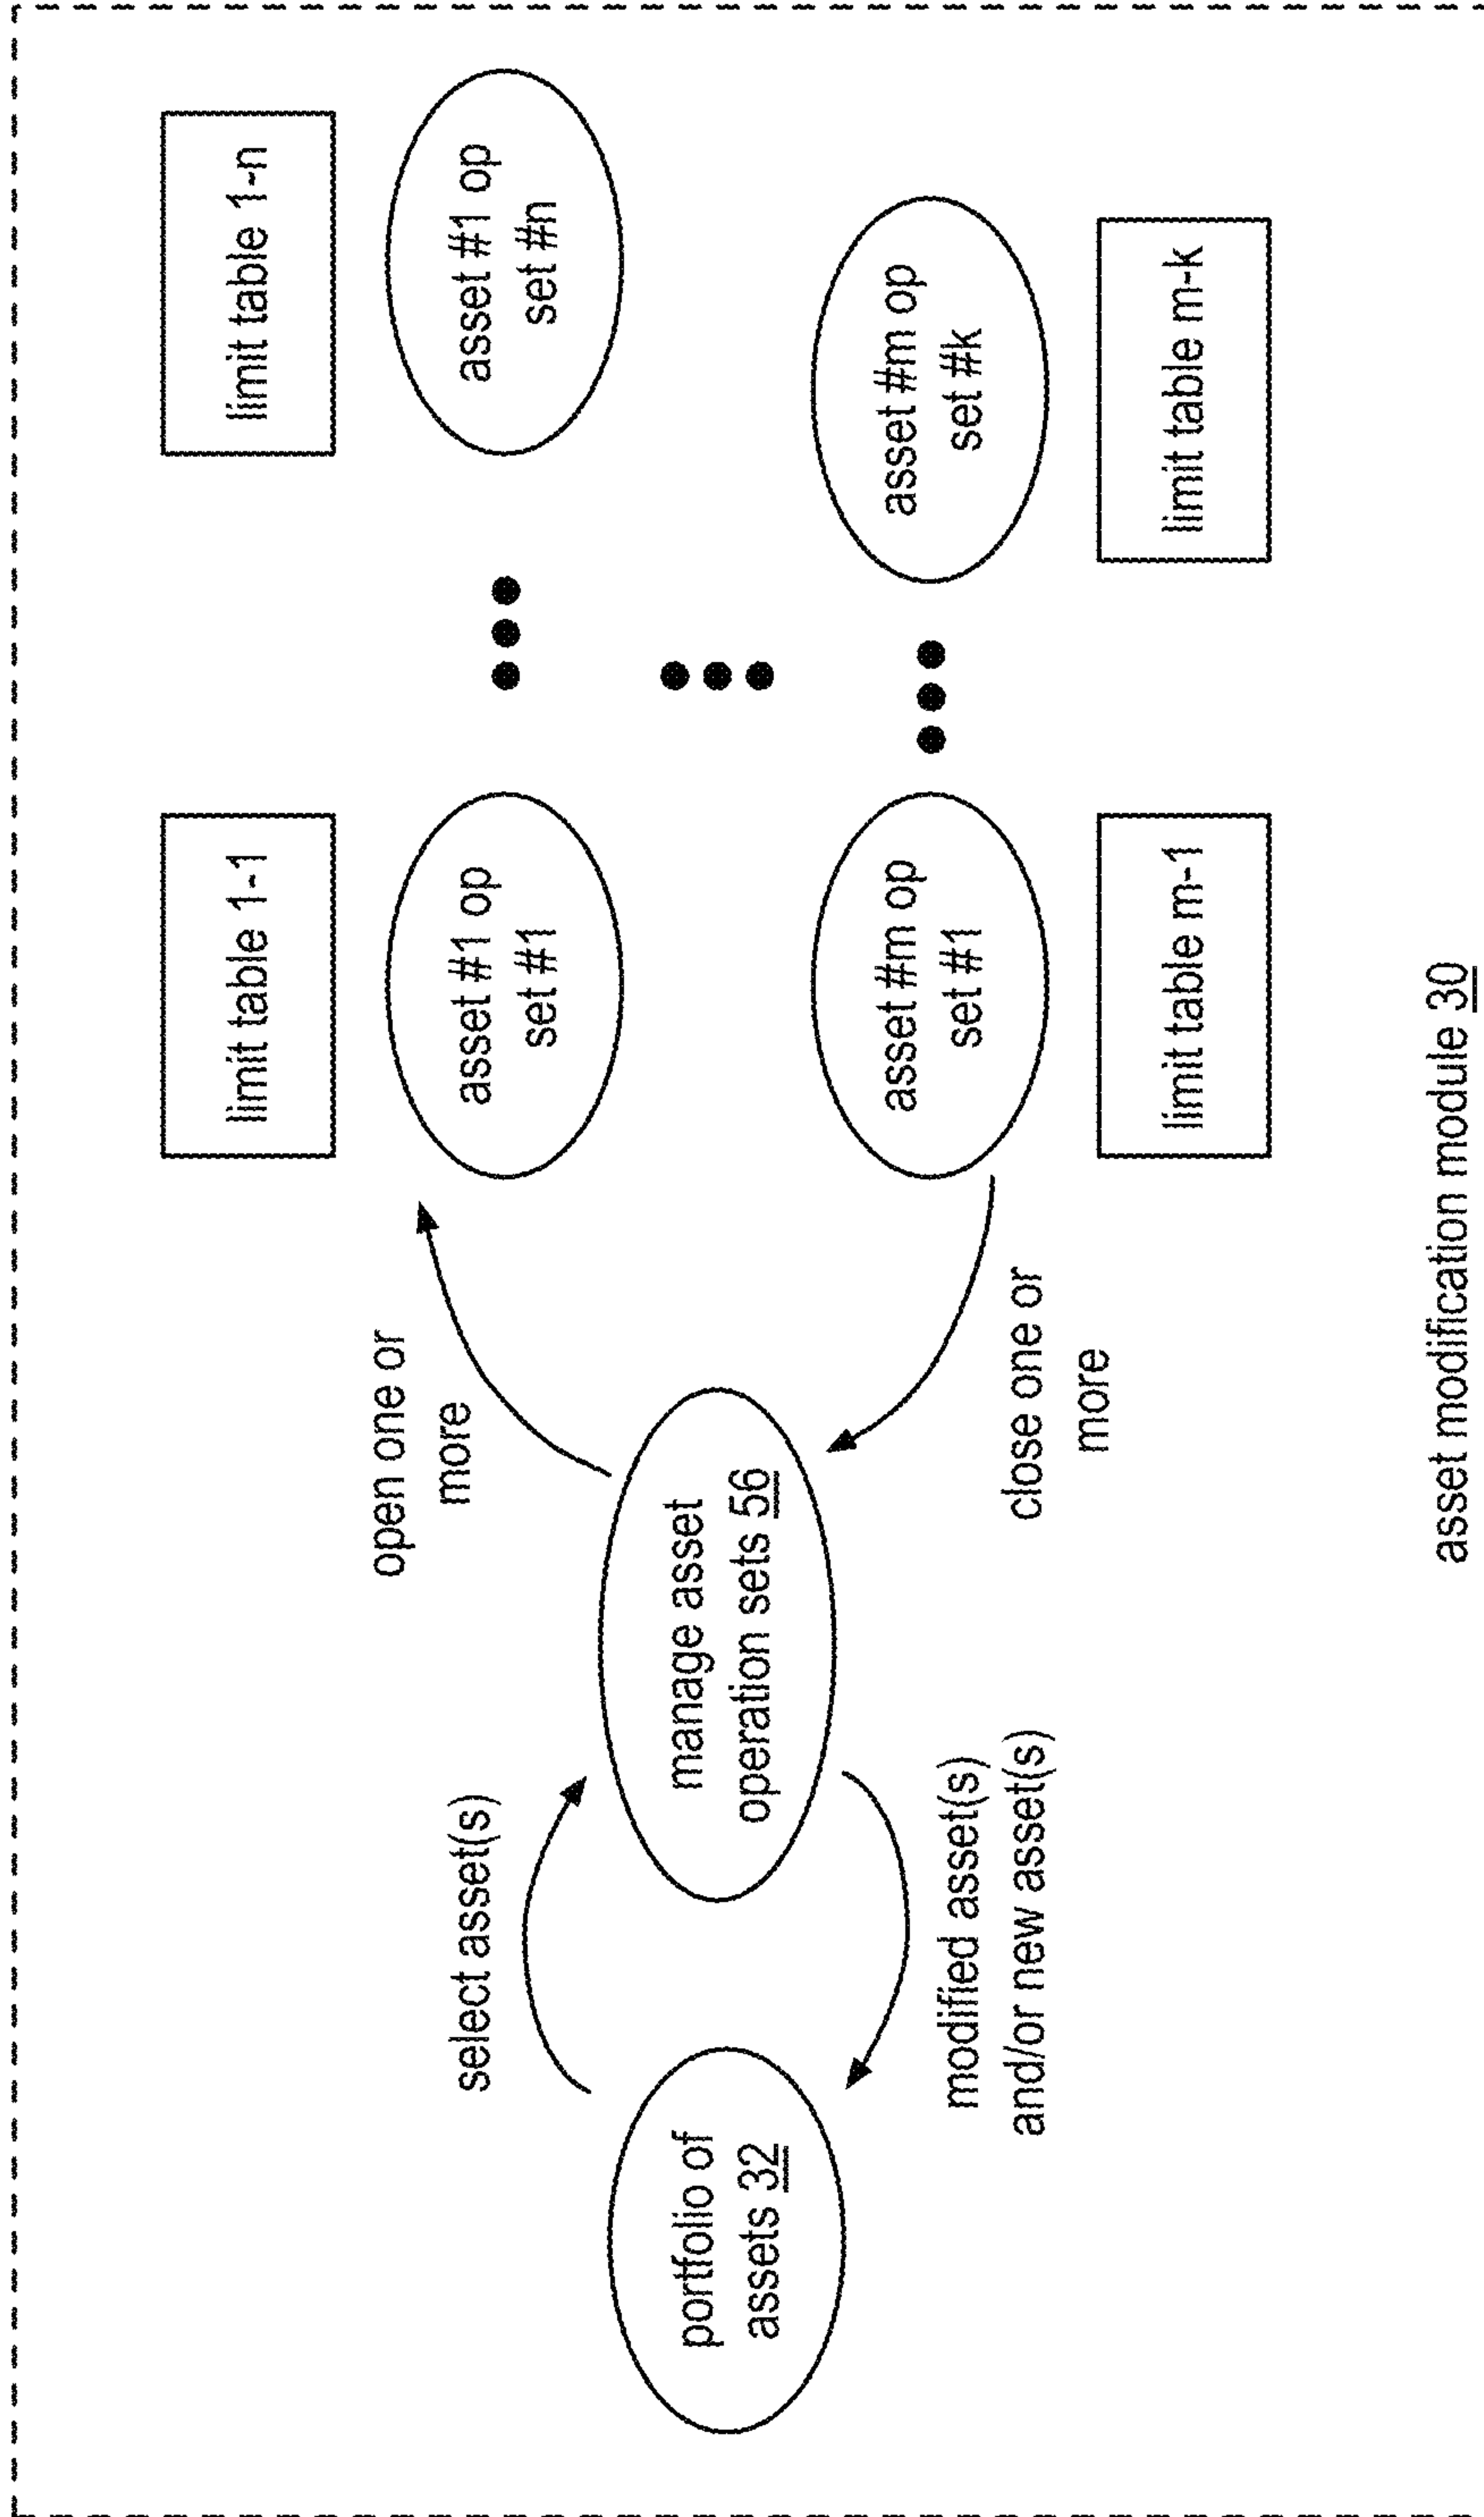 limit table 1-1
limit table 1-n
asset #1 op
set #1
asset #1 op
set #n
open one or
more
select asset(s)
portfolio of
assets 32
manage asset
operation sets 56
modified asset(s)
and/or new asset(s)
close one or
more
asset #m op
set #1
asset #m op
set #k
limit table m-1
limit table m-k
asset modification module 30